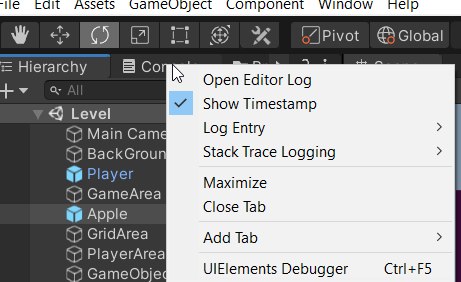 File Edit Assets GameObject Component Window Help
Pivot Global
Hierarchy
All
Open Editor Log
Show Timestamp
Log Entry
Stack Trace Logging
Maximize
Close Tab
Add Tab
UIElements Debugger Ctrl+F5
Level
Main Came
BackGroun
Player
GameArea
Apple
GridArea
PlayerArea
GameObjec